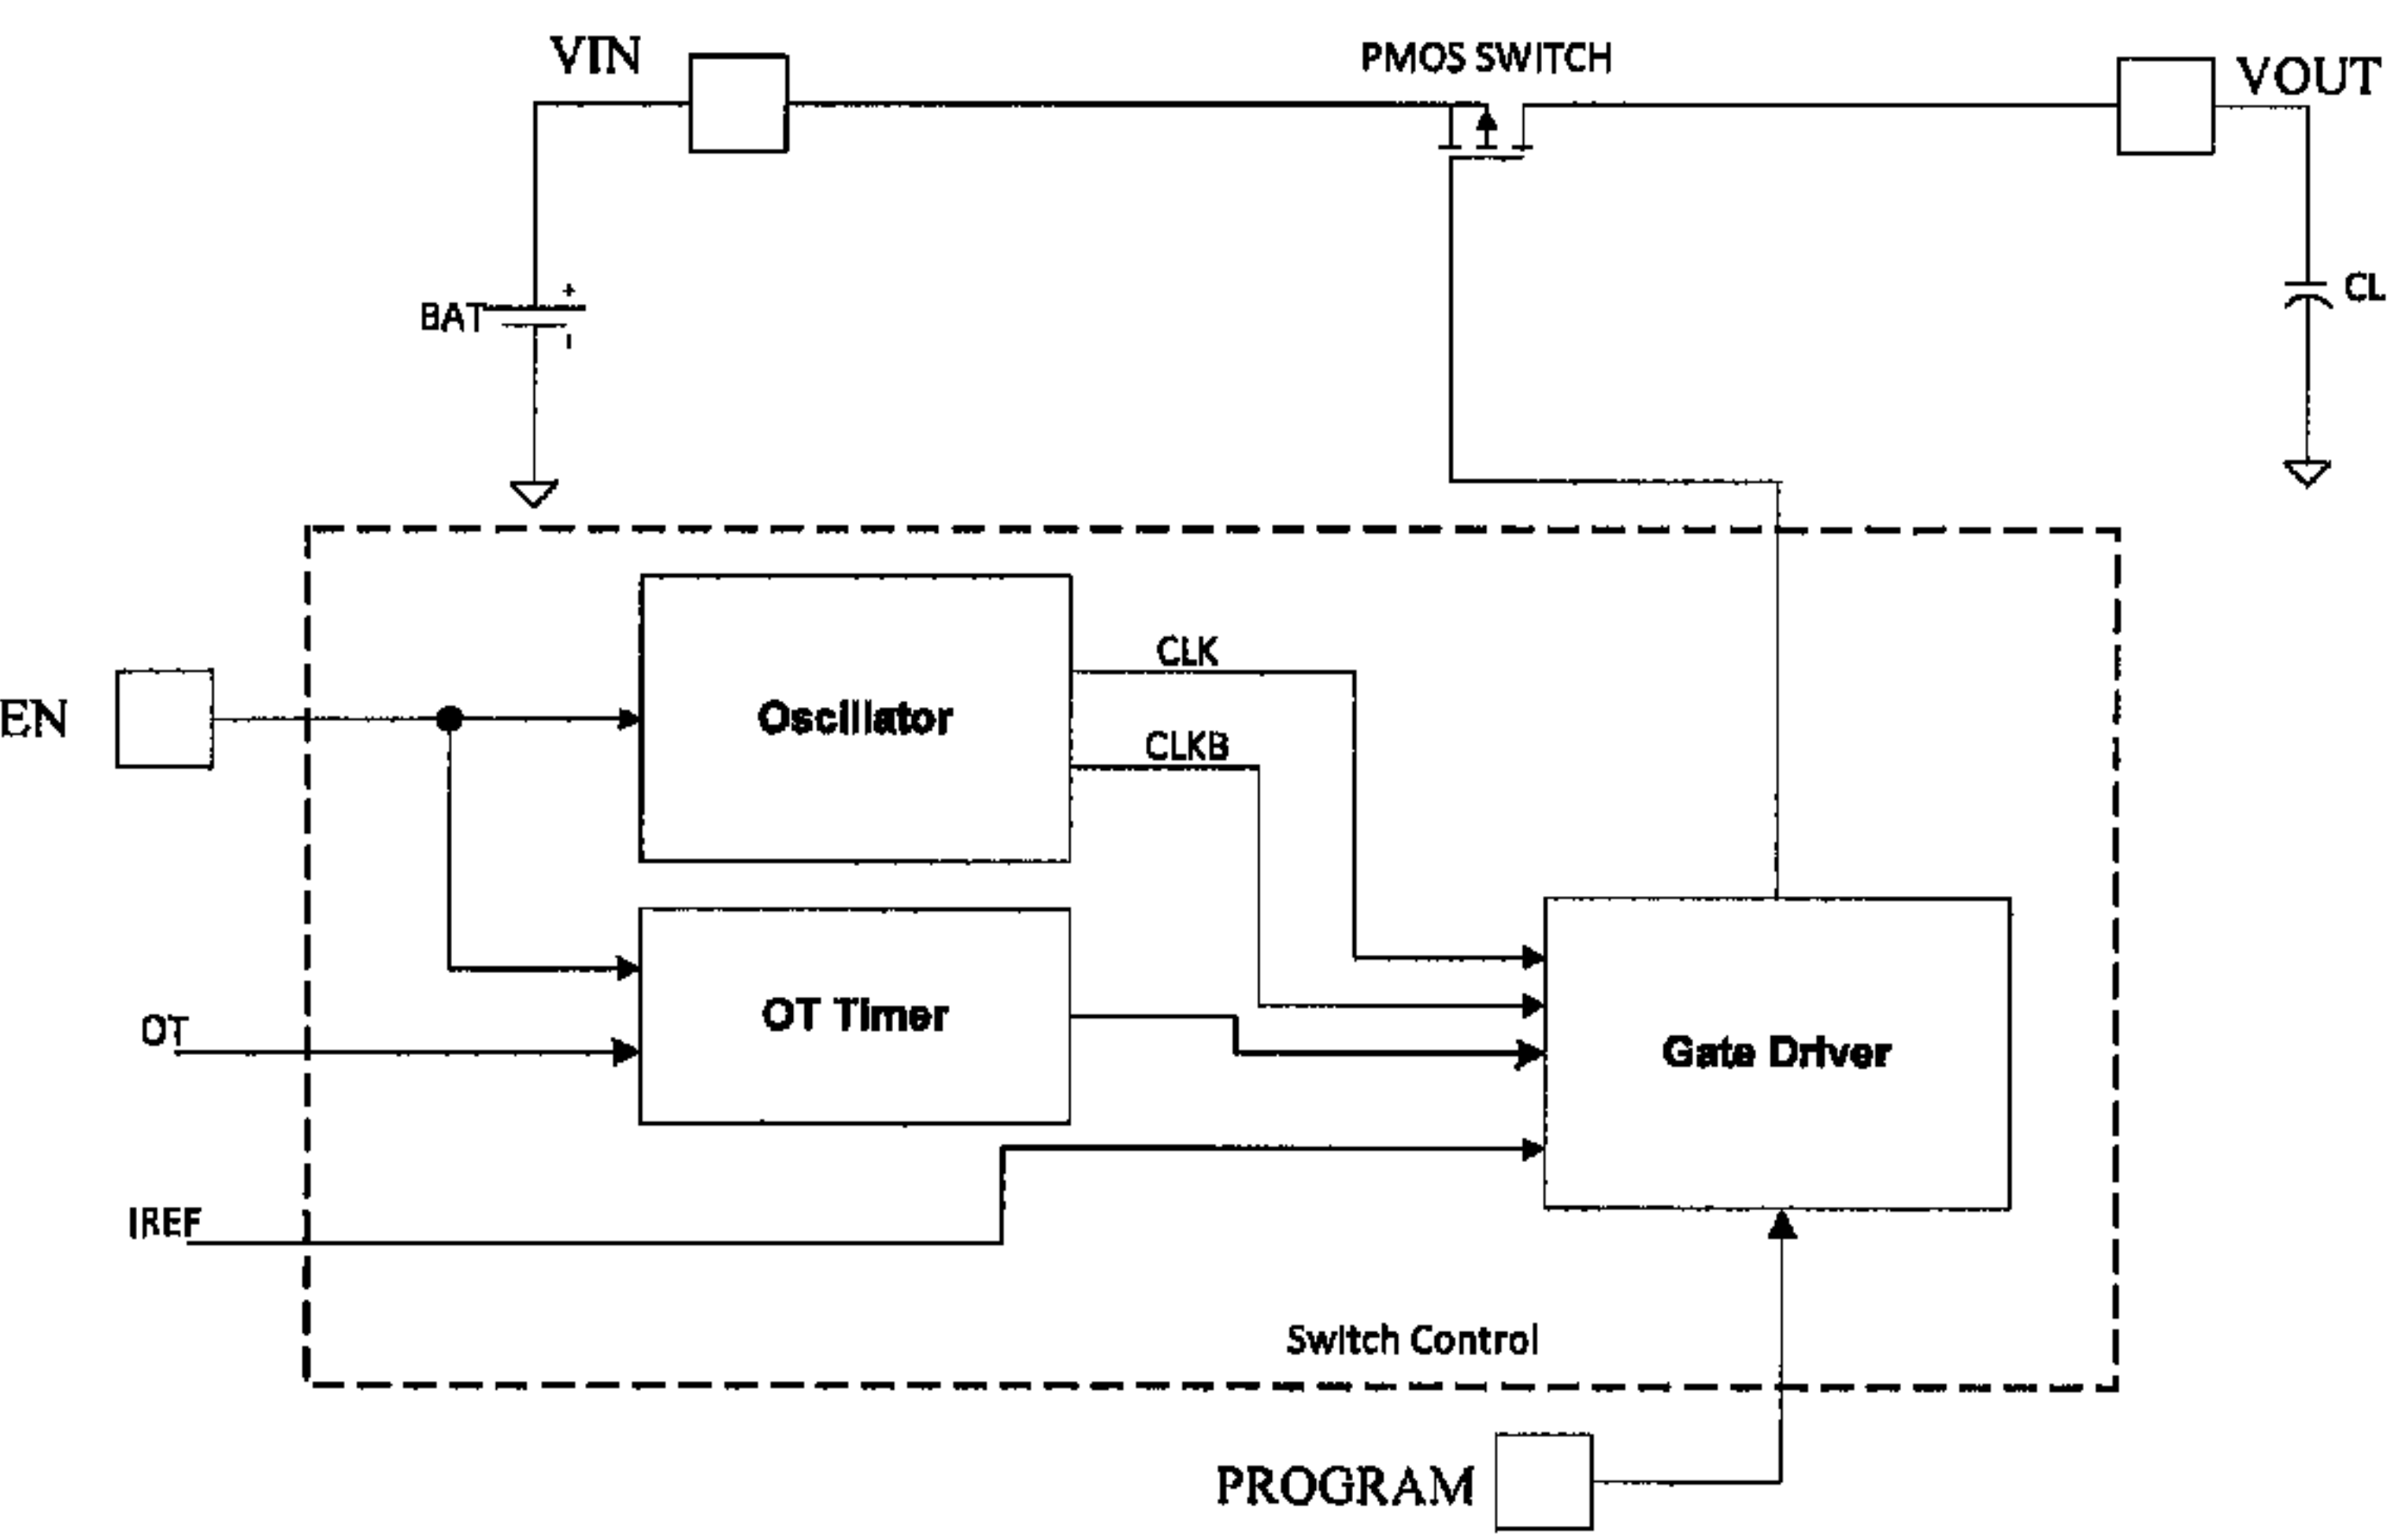 VIN
PMOS SWITCH
VOUT
+
BAT
-
CL
CLK
EN
Oscillator
CLKB
OT
OT Timer
Gate Driver
IREF
Switch Control
PROGRAM